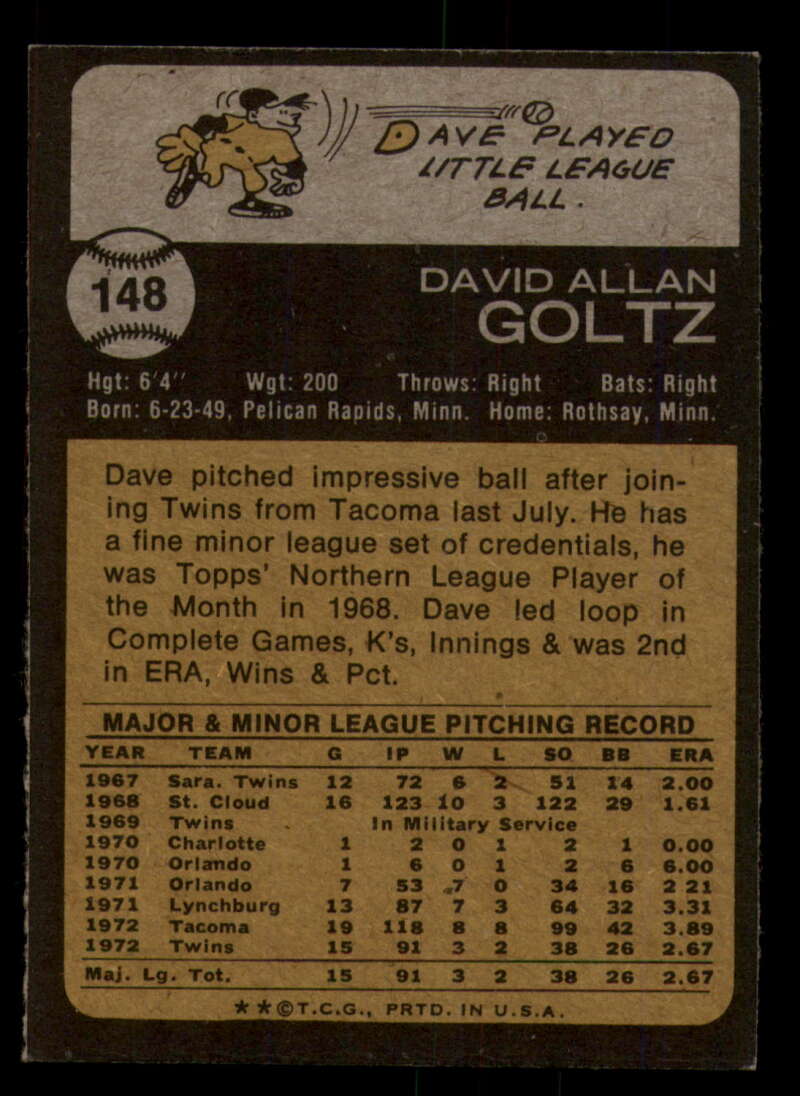 DAVE PLAYED
LITTLE LEAGUE
BALL.
148
DAVID ALLAN
GOLTZ
Hgt: 6'4" Wgt: 200 Throws: Right Bats: Right
Born: 6-23-49, Pelican Rapids, Minn. Home: Rothsay, Minn.
Dave pitched impressive ball after join-
ing Twins from Tacoma last July. He has
a fine minor league set of credentials, he
was Topps' Northern League Player of
the Month in 1968. Dave led loop in
Complete Games, K's, Innings & was 2nd
in ERA, Wins & Pct.
MAJOR & MINOR LEAGUE PITCHING RECORD
YEAR TEAM G IP W L SO BB ERA
1967 Sara. Twins 12 72 6 2 51 14 2.00
1968 St. Cloud 16 123 10 3 122 29 1.61
1969 Twins In Military Service
1970 Charlotte 1 2 0 1 2 1 0.00
1970 Orlando 1 6 0 1 2 6 6.00
1971 Orlando 7 53 7 0 34 16 2 21
1971 Lynchburg 13 87 7 3 64 32 3.31
1972 Tacoma 19 118 8 8 99 42 3.89
1972 Twins 15 91 3 2 38 26 2.67
Maj. Lg. Tot. 15 91 3 2 38 26 2.67
**©T.C.G., PRTD. IN U.S.A.